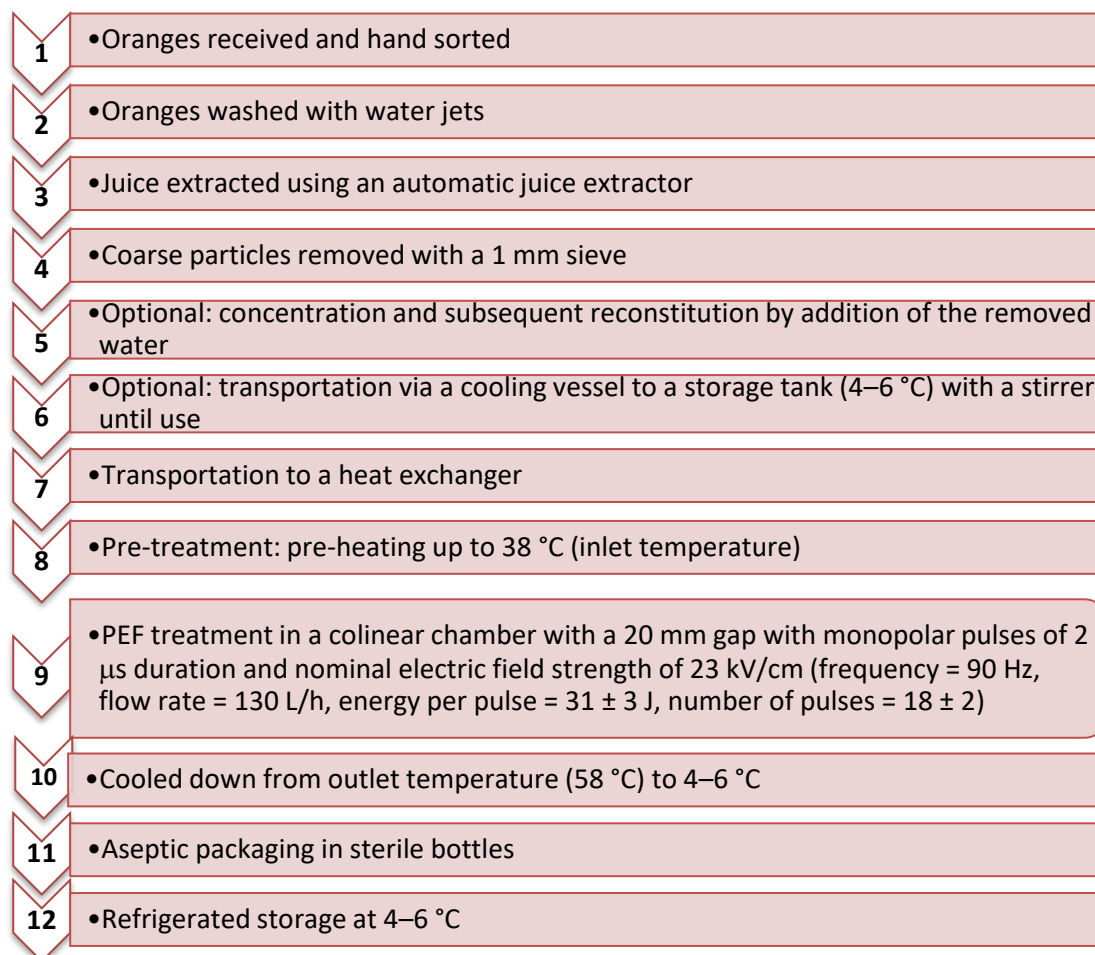 1
•Oranges received and hand sorted
2
•Oranges washed with water jets
3
•Juice extracted using an automatic juice extractor
4
•Coarse particles removed with a 1 mm sieve
5
•Optional: concentration and subsequent reconstitution by addition of the removed
water
6
•Optional: transportation via a cooling vessel to a storage tank (4–6 °C) with a stirrer
until use
7
•Transportation to a heat exchanger
8
•Pre-treatment: pre-heating up to 38 °C (inlet temperature)
9
•PEF treatment in a colinear chamber with a 20 mm gap with monopolar pulses of 2
μs duration and nominal electric field strength of 23 kV/cm (frequency = 90 Hz,
flow rate = 130 L/h, energy per pulse = 31 ± 3 J, number of pulses = 18 ± 2)
10
•Cooled down from outlet temperature (58 °C) to 4–6 °C
11
•Aseptic packaging in sterile bottles
12
•Refrigerated storage at 4–6 °C